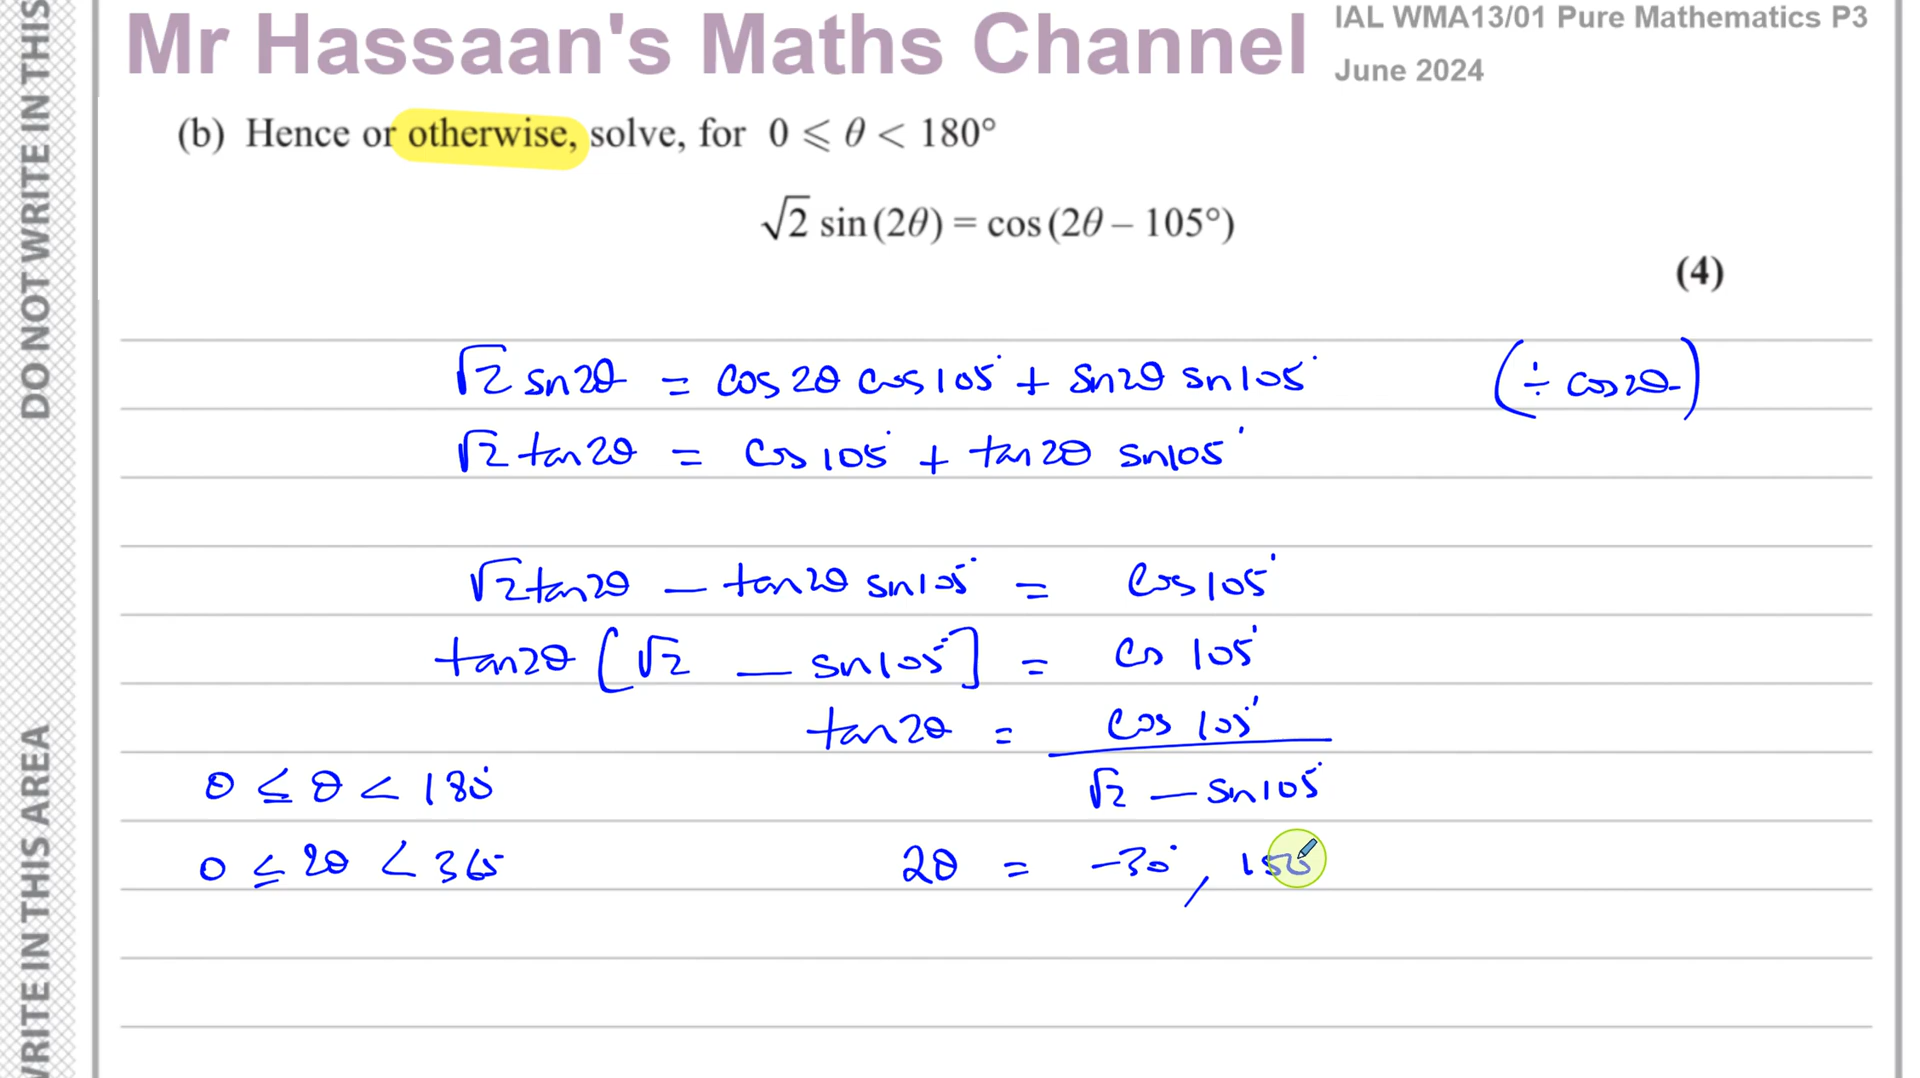 Mr Hassaan's Maths Channel
IAL WMA13/01 Pure Mathematics P3
June 2024
DO NOT WRITE IN THIS
(b) Hence or otherwise, solve, for 0 ⩽ θ < 180°
√2 sin (2θ) = cos (2θ – 105°)
(4)
√2 sin2θ = cos 2θ cos 105° + sin2θ sin 105° (÷ cos2θ)
√2 tan2θ = cos 105° + tan 2θ sin105°
√2 tan2θ – tan2θ sin105° = cos105°
tan2θ [√2 – sin105°] = cos 105°
tan2θ = cos 105°
0 ≤ θ < 180°
√2 – sin105°
0 ≤ 2θ < 360
2θ = -30°, 150°
WRITE IN THIS AREA